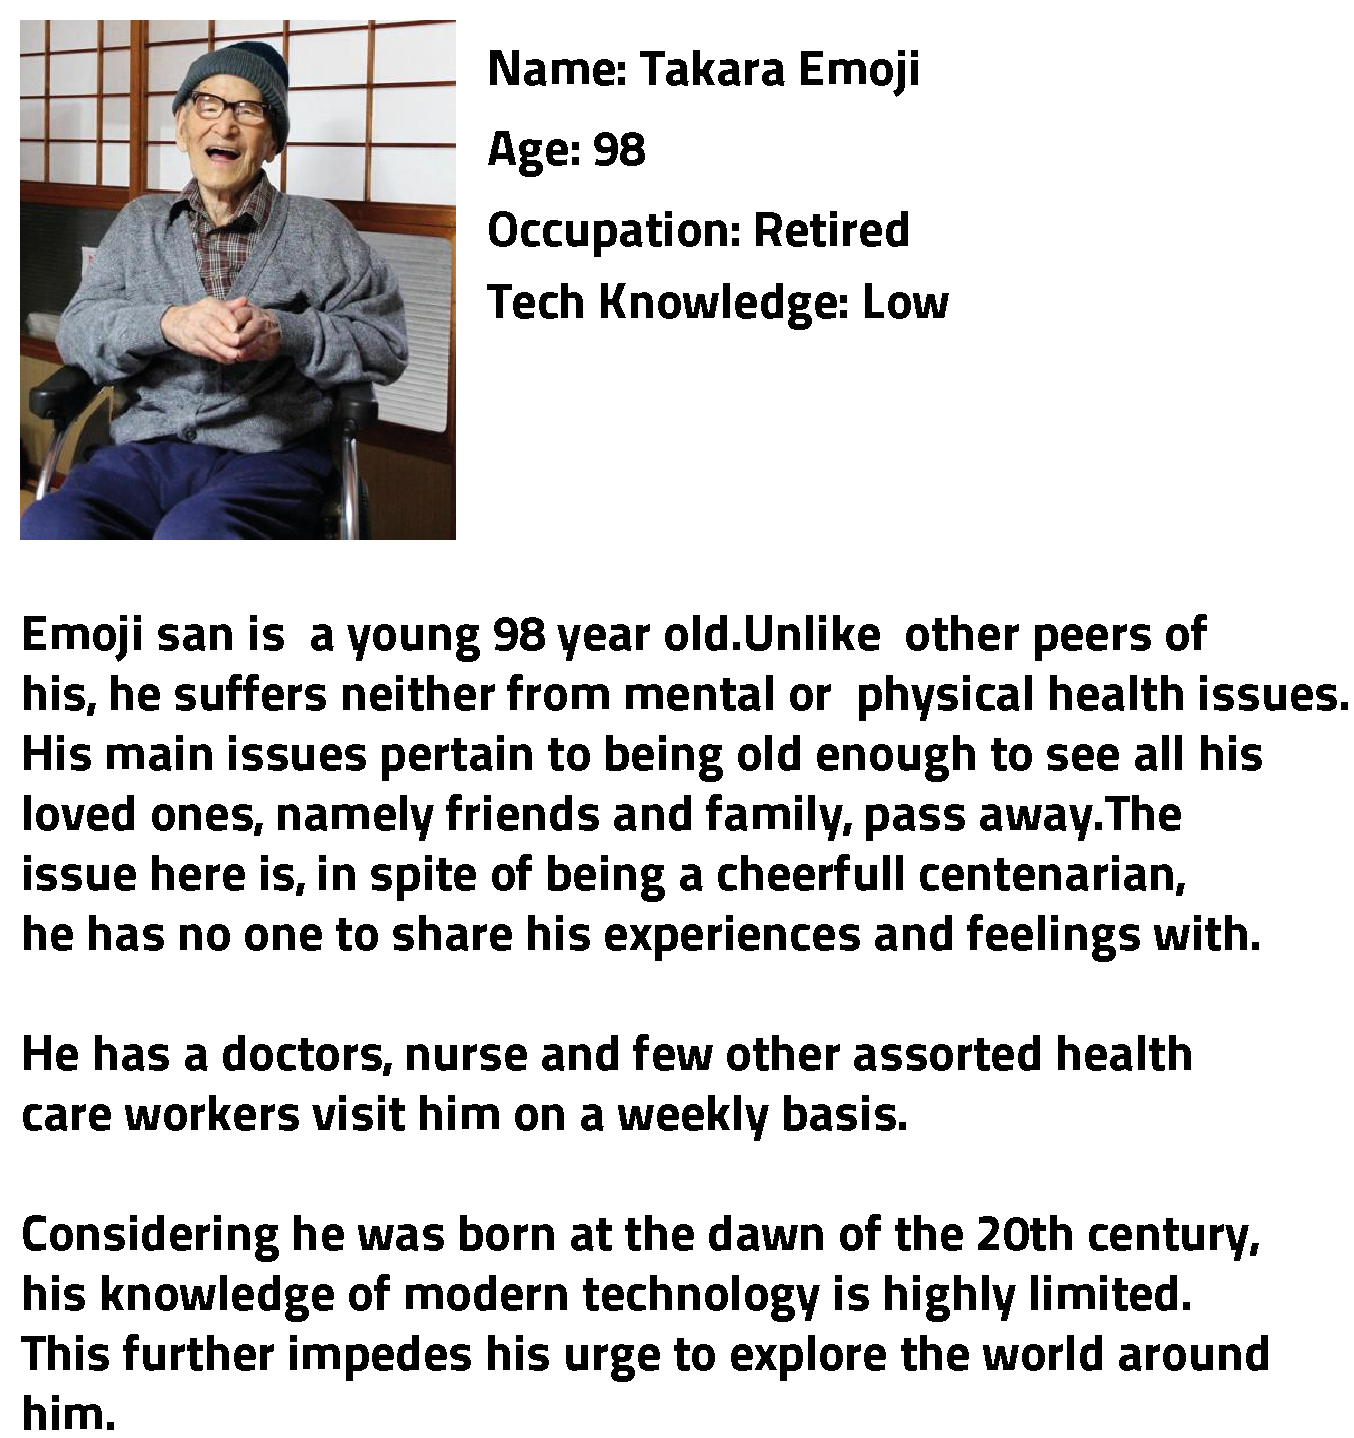 Name: Takara Emoji
Age: 98
Occupation: Retired
Tech Knowledge: Low
Emoji san is  a young 98 year old.Unlike  other peers of
his, he suffers neither from mental or  physical health issues.
His main issues pertain to being old enough to see all his
loved ones, namely friends and family, pass away.The
issue here is, in spite of being a cheerfull centenarian,
he has no one to share his experiences and feelings with.
He has a doctors, nurse and few other assorted health
care workers visit him on a weekly basis.
Considering he was born at the dawn of the 20th century,
his knowledge of modern technology is highly limited.
This further impedes his urge to explore the world around
him.